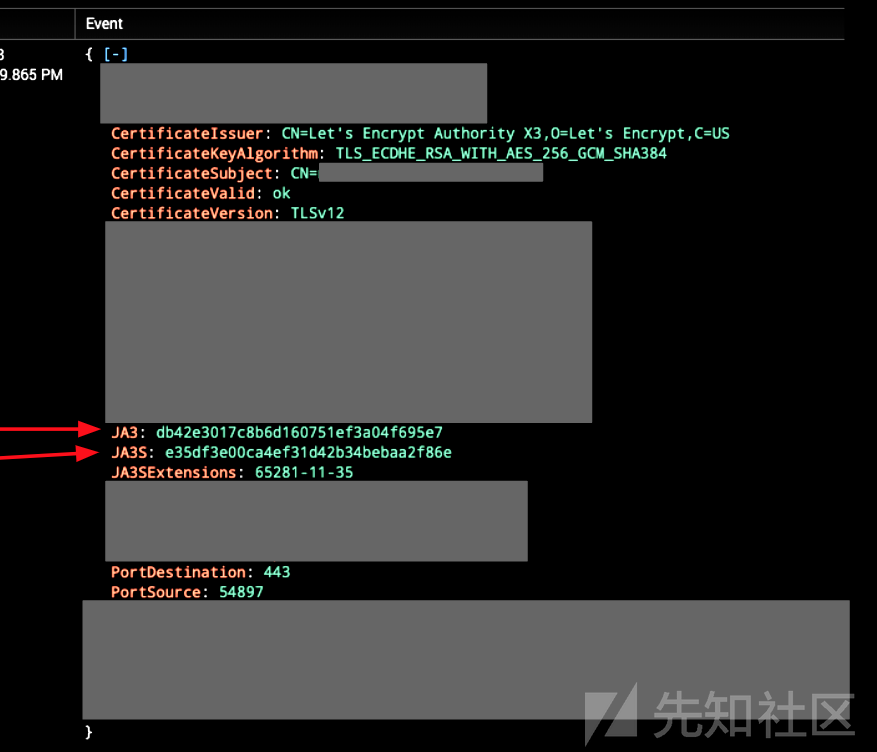 Event
3
9.865 PM
{ [-]
CertificateIssuer: CN=Let's Encrypt Authority X3,O=Let's Encrypt,C=US
CertificateKeyAlgorithm: TLS_ECDHE_RSA_WITH_AES_256_GCM_SHA384
CertificateSubject: CN=
CertificateValid: ok
CertificateVersion: TLSv12
JA3: db42e3017c8b6d160751ef3a04f695e7
JA3S: e35df3e00ca4ef31d42b34bebaa2f86e
JA3SExtensions: 65281-11-35
PortDestination: 443
PortSource: 54897
}
先知社区